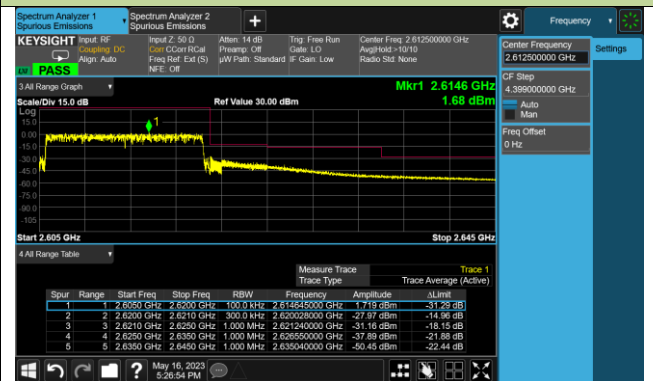 Spectrum Analyzer 1
Spurious Emissions
Spectrum Analyzer 2
Spurious Emissions
Frequency
KEYSIGHT
Input: RF
Coupling: DC
Align: Auto
Input Z: 50 Ω
Corr CCorr RCal
Freq Ref: Ext (S)
NFE: Off
Atten: 14 dB
Preamp: Off
µW Path: Standard
Trig: Free Run
Gate: LO
IF Gain: Low
Center Freq: 2.612500000 GHz
Avg|Hold:>10/10
Radio Std: None
PASS
Center Frequency
2.612500000 GHz
Settings
CF Step
4.399000000 GHz
Auto
Man
Freq Offset
0 Hz
3 All Range Graph
Mkr1 2.6146 GHz
Scale/Div 15.0 dB
Ref Value 30.00 dBm
1.68 dBm
Log
15.0
0.00
-15.0
-30.0
-45.0
-60.0
-75.0
-90.0
-105
1
Start 2.605 GHz
Stop 2.645 GHz
4 All Range Table
Measure Trace
Trace 1
Trace Type
Trace Average (Active)
Spur Range Start Freq Stop Freq RBW Frequency Amplitude ΔLimit
1 1 2.6050 GHz 2.6200 GHz 100.0 kHz 2.614645000 GHz 1.719 dBm -31.29 dB
2 2 2.6200 GHz 2.6210 GHz 300.0 kHz 2.620028000 GHz -27.97 dBm -14.96 dB
3 3 2.6210 GHz 2.6250 GHz 1.000 MHz 2.621240000 GHz -31.16 dBm -18.15 dB
4 4 2.6250 GHz 2.6350 GHz 1.000 MHz 2.626550000 GHz -37.89 dBm -21.88 dB
5 5 2.6350 GHz 2.6450 GHz 1.000 MHz 2.635040000 GHz -50.45 dBm -22.44 dB
May 16, 2023
5:26:54 PM